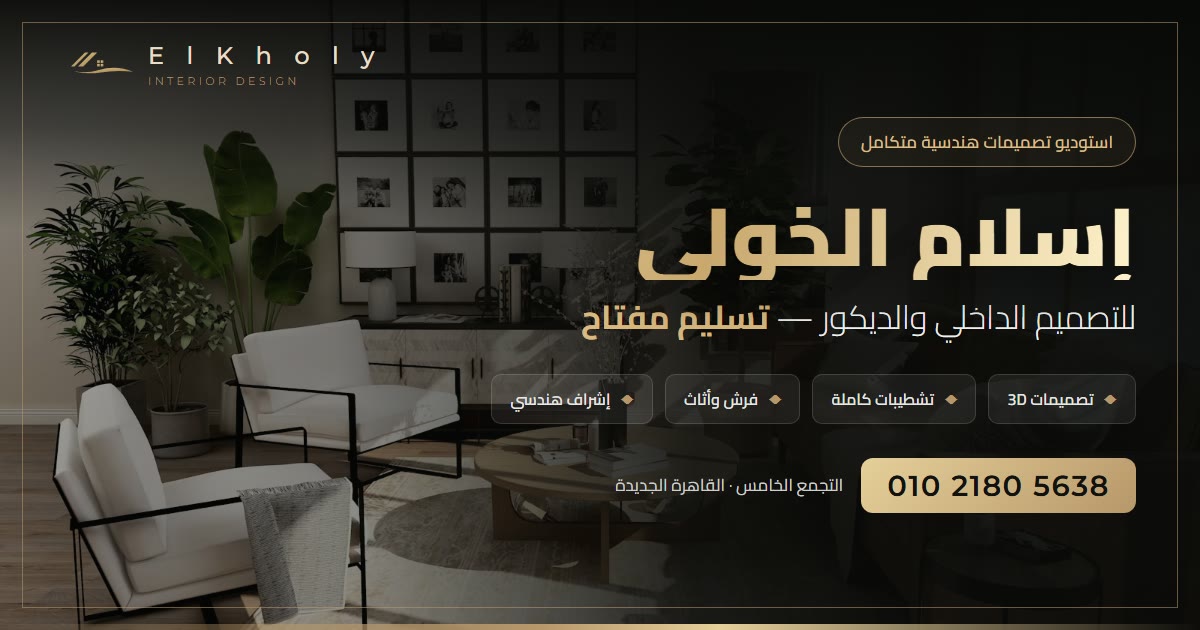 ElKholy
INTERIOR DESIGN
استوديو تصميمات هندسية متكامل
إسلام الخولي
للتصميم الداخلي والديكور — تسليم مفتاح
تصميمات 3D
تشطيبات كاملة
فرش وأثاث
إشراف هندسي
010 2180 5638
التجمع الخامس · القاهرة الجديدة